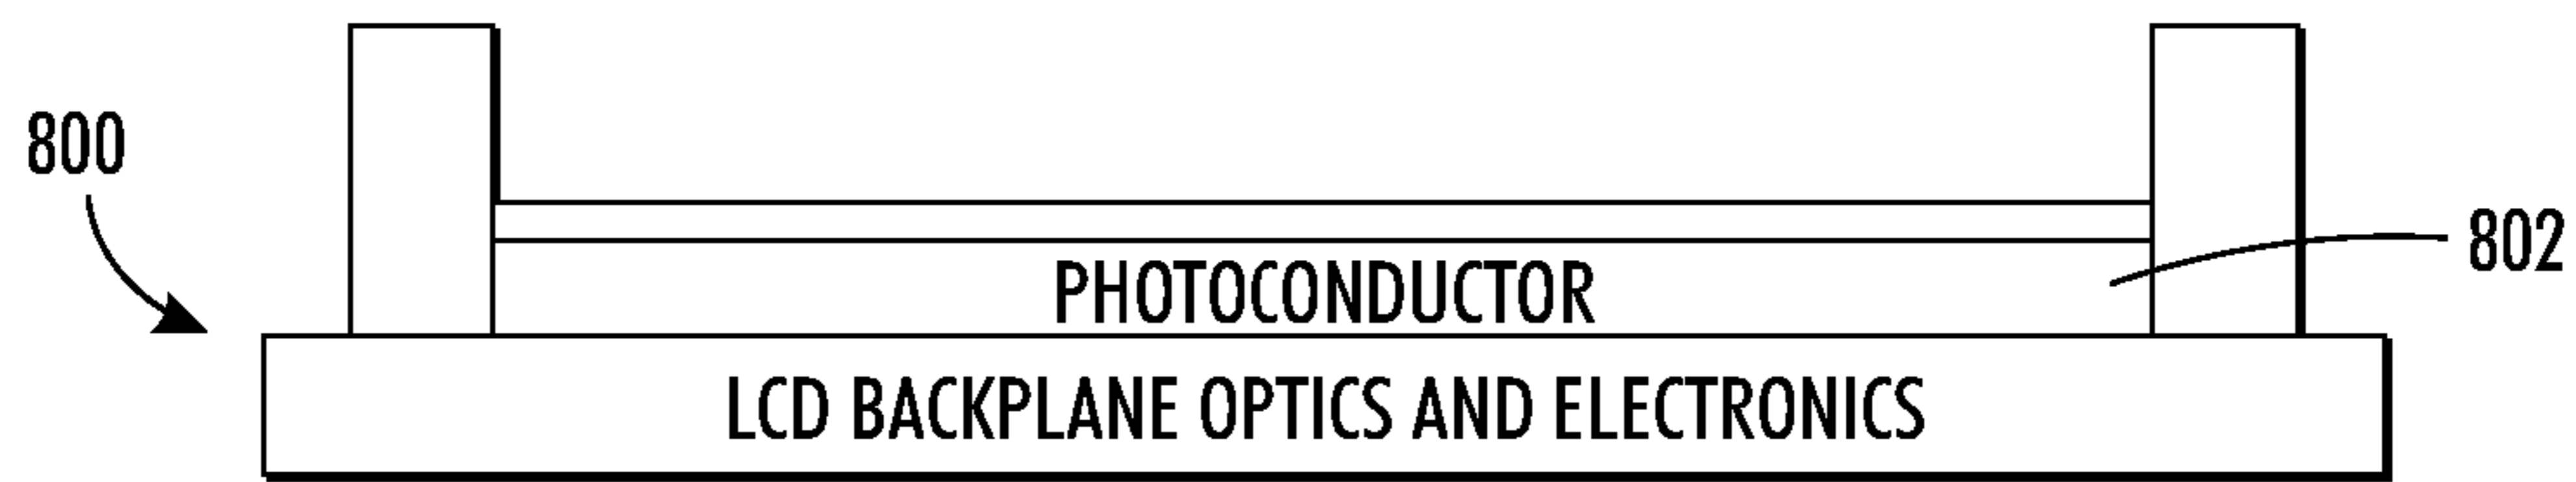 800
802
PHOTOCONDUCTOR
LCD BACKPLANE OPTICS AND ELECTRONICS